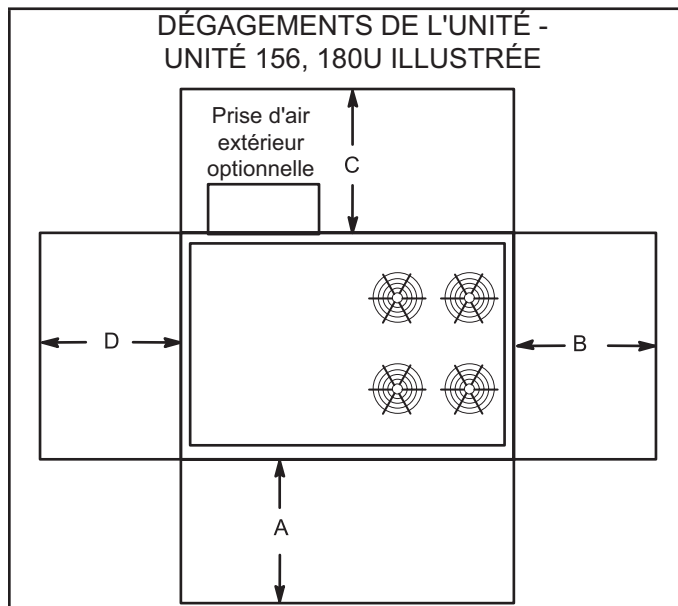 DÉGAGEMENTS DE L'UNITÉ -
UNITÉ 156, 180U ILLUSTRÉE
Prise d'air
extérieur
optionnelle
C
D
B
A